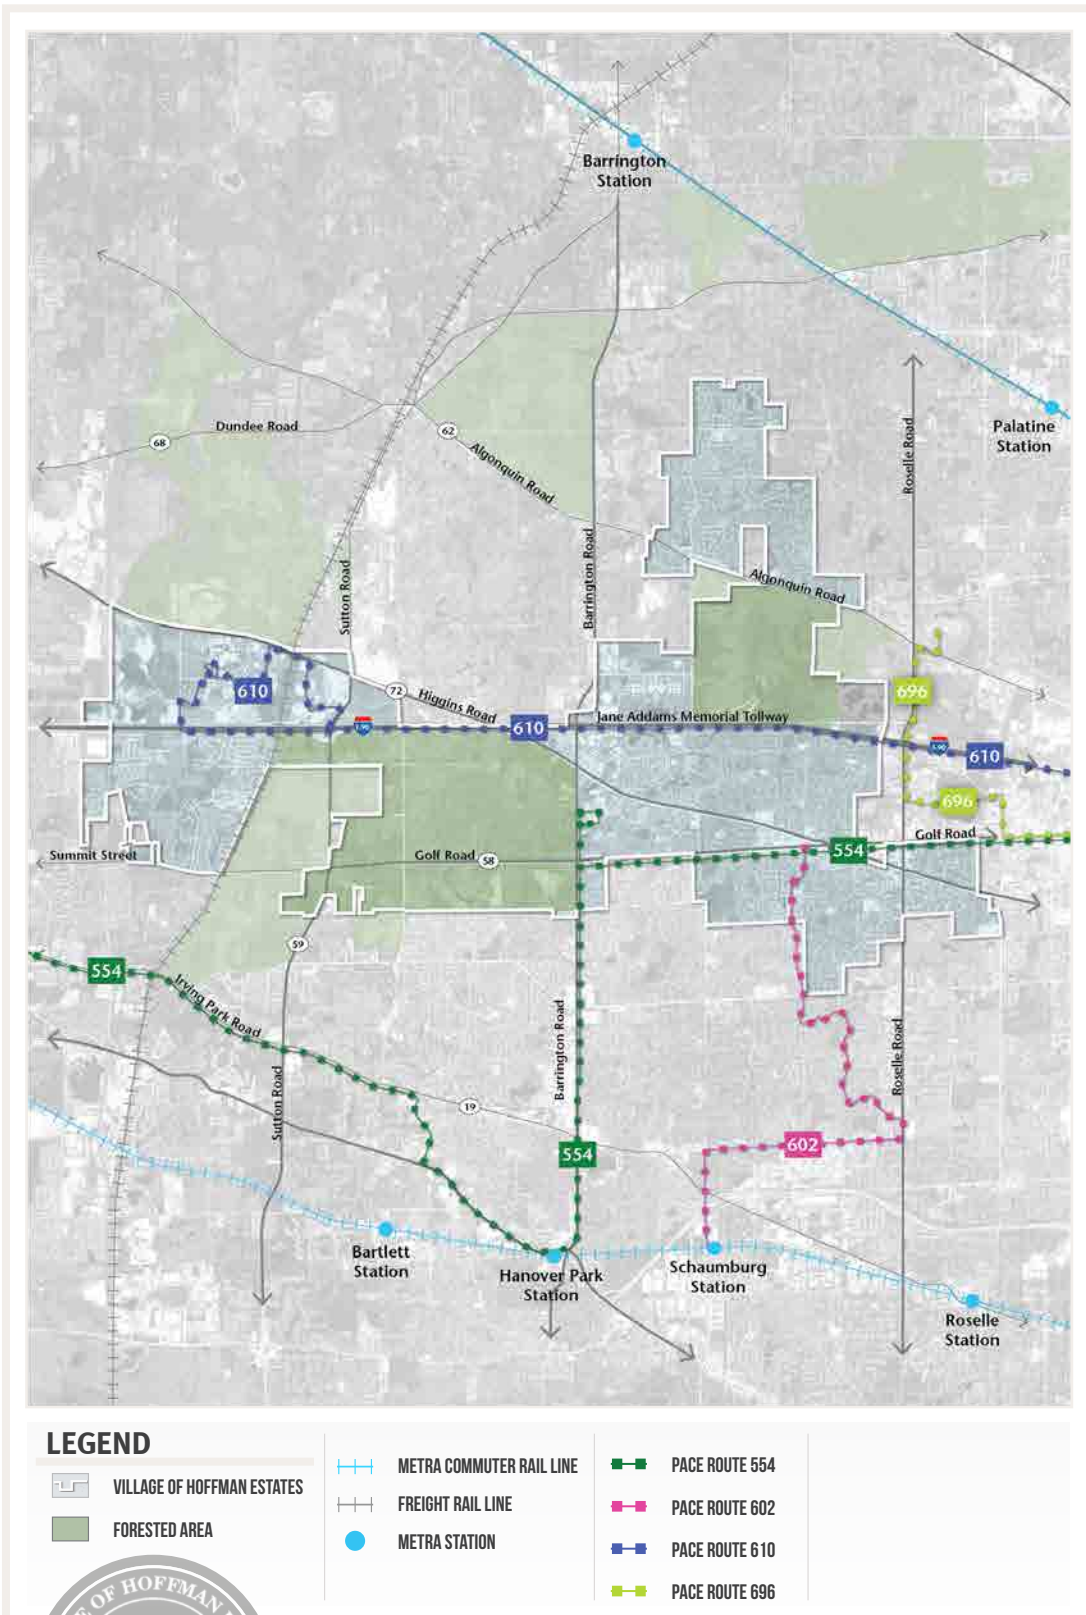 Barrington
Station
Palatine
Station
Roselle Road
Dundee Road
68
62
Algonquin Road
Sutton Road
Barrington Road
Algonquin Road
610
72
Higgins Road
696
I-90
610
Jane Addams Memorial Tollway
I-90
610
696
Summit Street
Golf Road
58
554
Golf Road
59
554
Irving Park Road
Barrington Road
Roselle Road
Sutton Road
19
554
602
Bartlett
Station
Hanover Park
Station
Schaumburg
Station
Roselle
Station
LEGEND
VILLAGE OF HOFFMAN ESTATES
FORESTED AREA
METRA COMMUTER RAIL LINE
FREIGHT RAIL LINE
METRA STATION
PACE ROUTE 554
PACE ROUTE 602
PACE ROUTE 610
PACE ROUTE 696
OF HOFFMAN